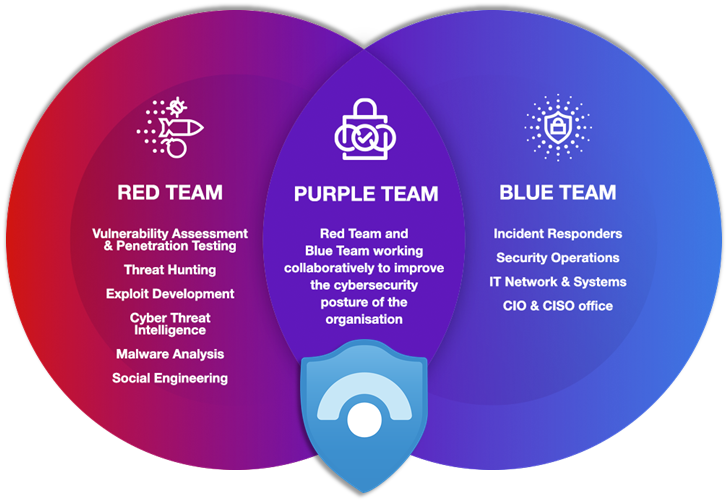 RED TEAM
Vulnerability Assessment
& Penetration Testing
Threat Hunting
Exploit Development
Cyber Threat
Intelligence
Malware Analysis
Social Engineering
PURPLE TEAM
Red Team and
Blue Team working
collaboratively to improve
the cybersecurity
posture of the
organisation
BLUE TEAM
Incident Responders
Security Operations
IT Network & Systems
CIO & CISO office